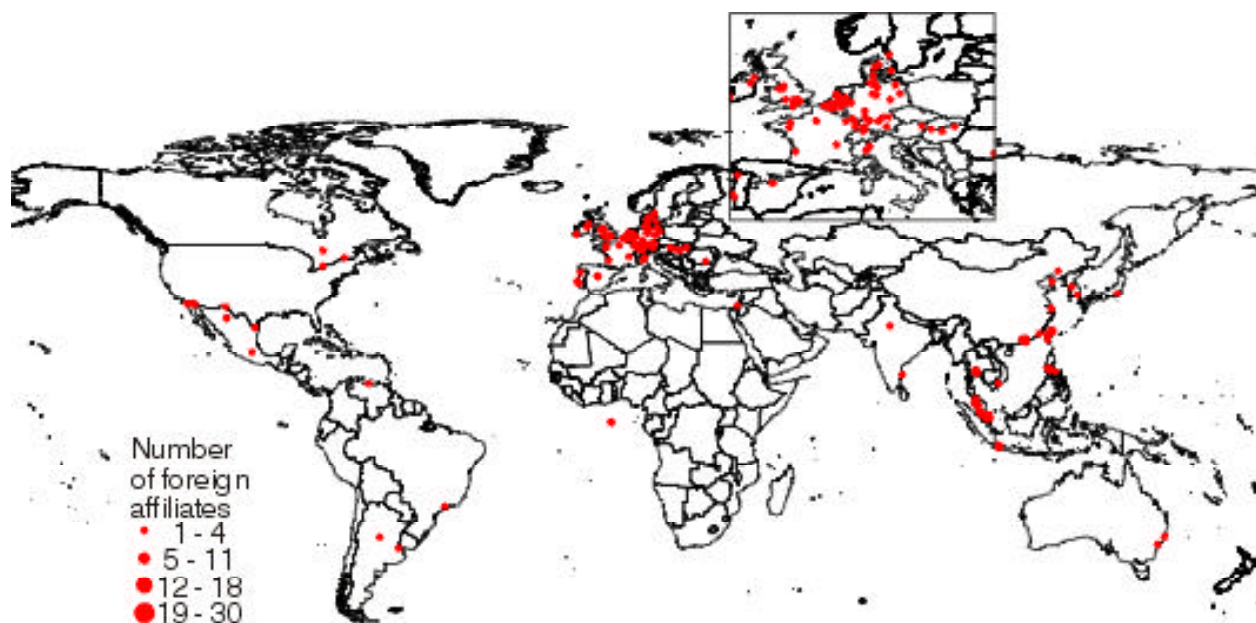 Number
of foreign
affiliates
1 - 4
5 - 11
12 - 18
19 - 30